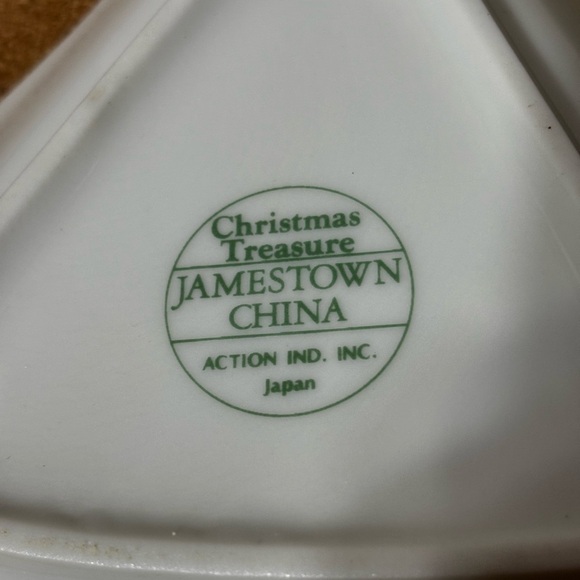 Christmas
Treasure
JAMESTOWN
CHINA
ACTION IND. INC.
Japan